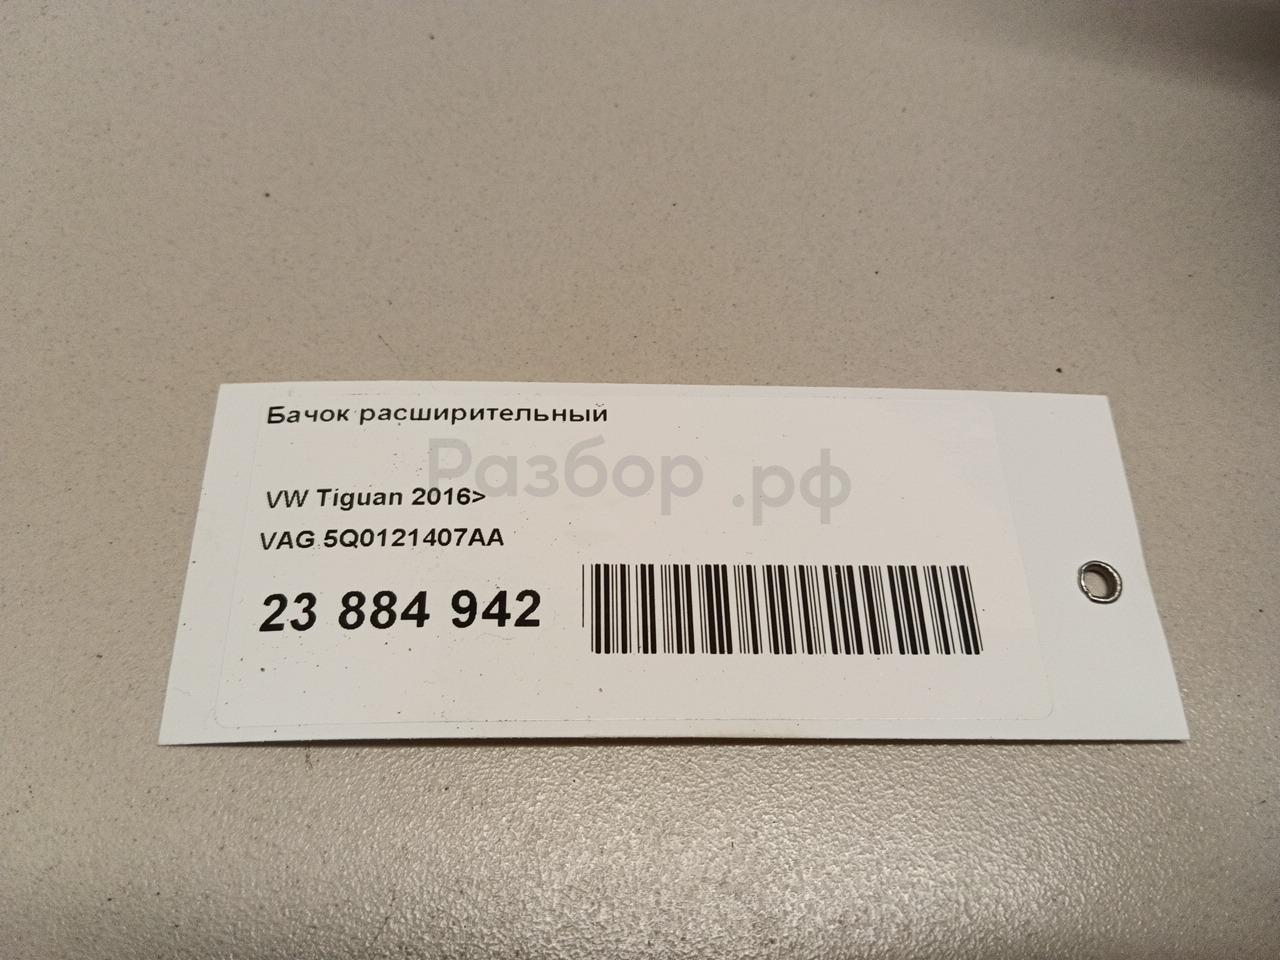 Бачок расширительный
Разбор.рф
VW Tiguan 2016>
VAG 5Q0121407AA
23 884 942